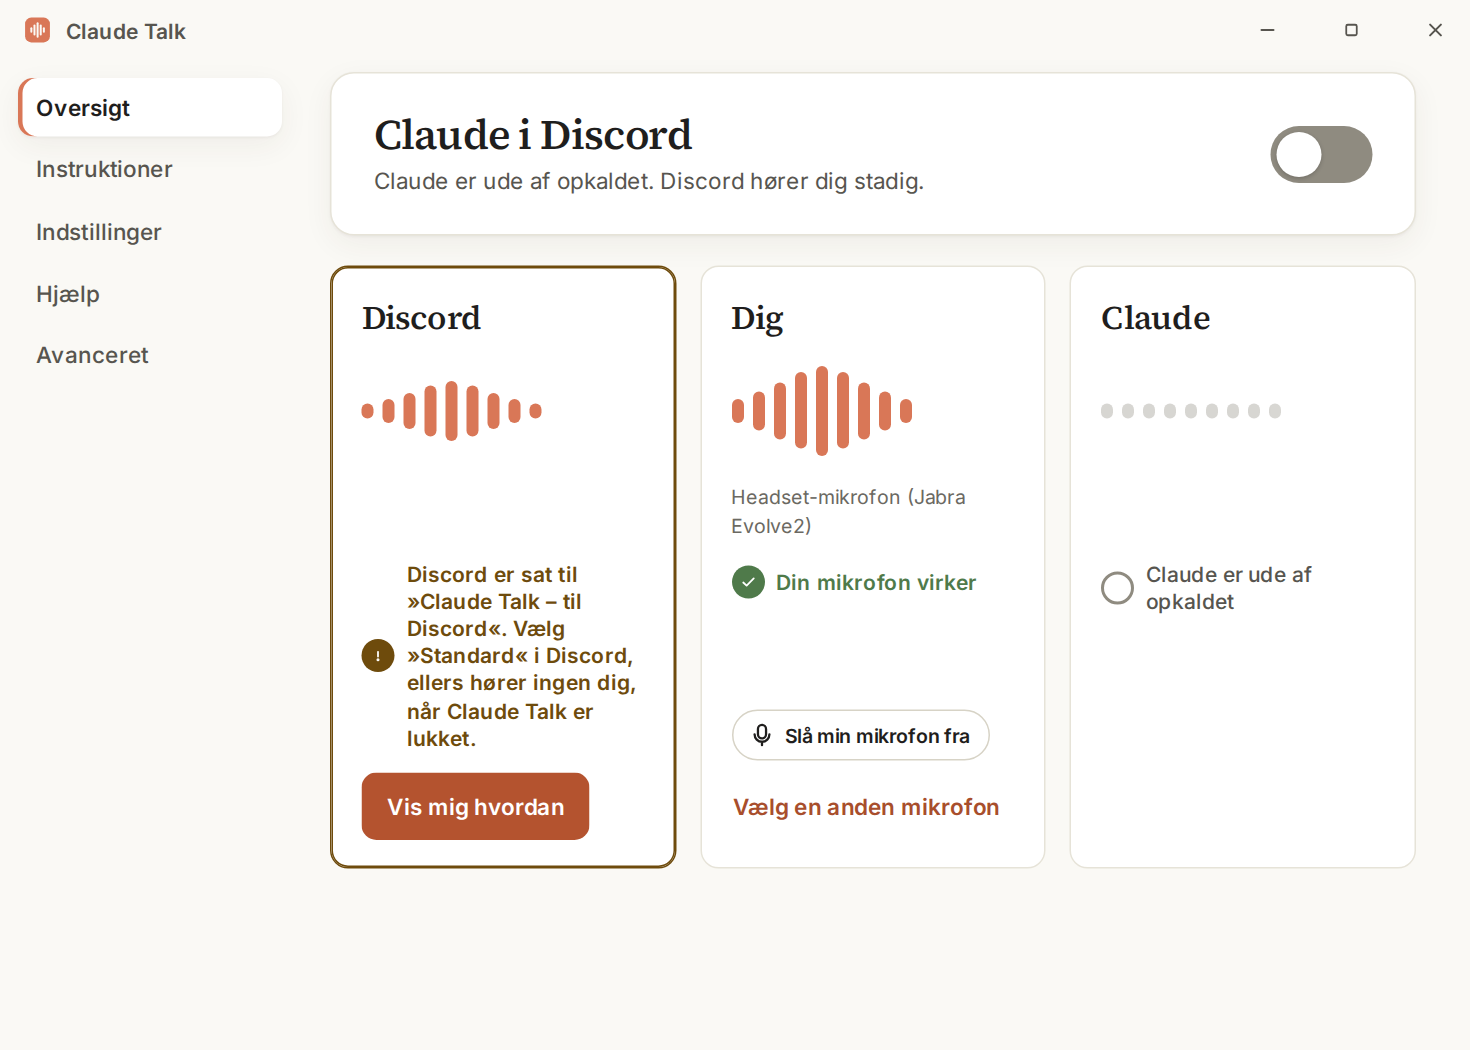 Claude Talk
Oversigt
Instruktioner
Indstillinger
Hjælp
Avanceret
Claude i Discord
Claude er ude af opkaldet. Discord hører dig stadig.
Discord
Discord er sat til
»Claude Talk – til
Discord«. Vælg
»Standard« i Discord,
ellers hører ingen dig,
når Claude Talk er
lukket.
Vis mig hvordan
Dig
Headset-mikrofon (Jabra
Evolve2)
Din mikrofon virker
Slå min mikrofon fra
Vælg en anden mikrofon
Claude
Claude er ude af
opkaldet